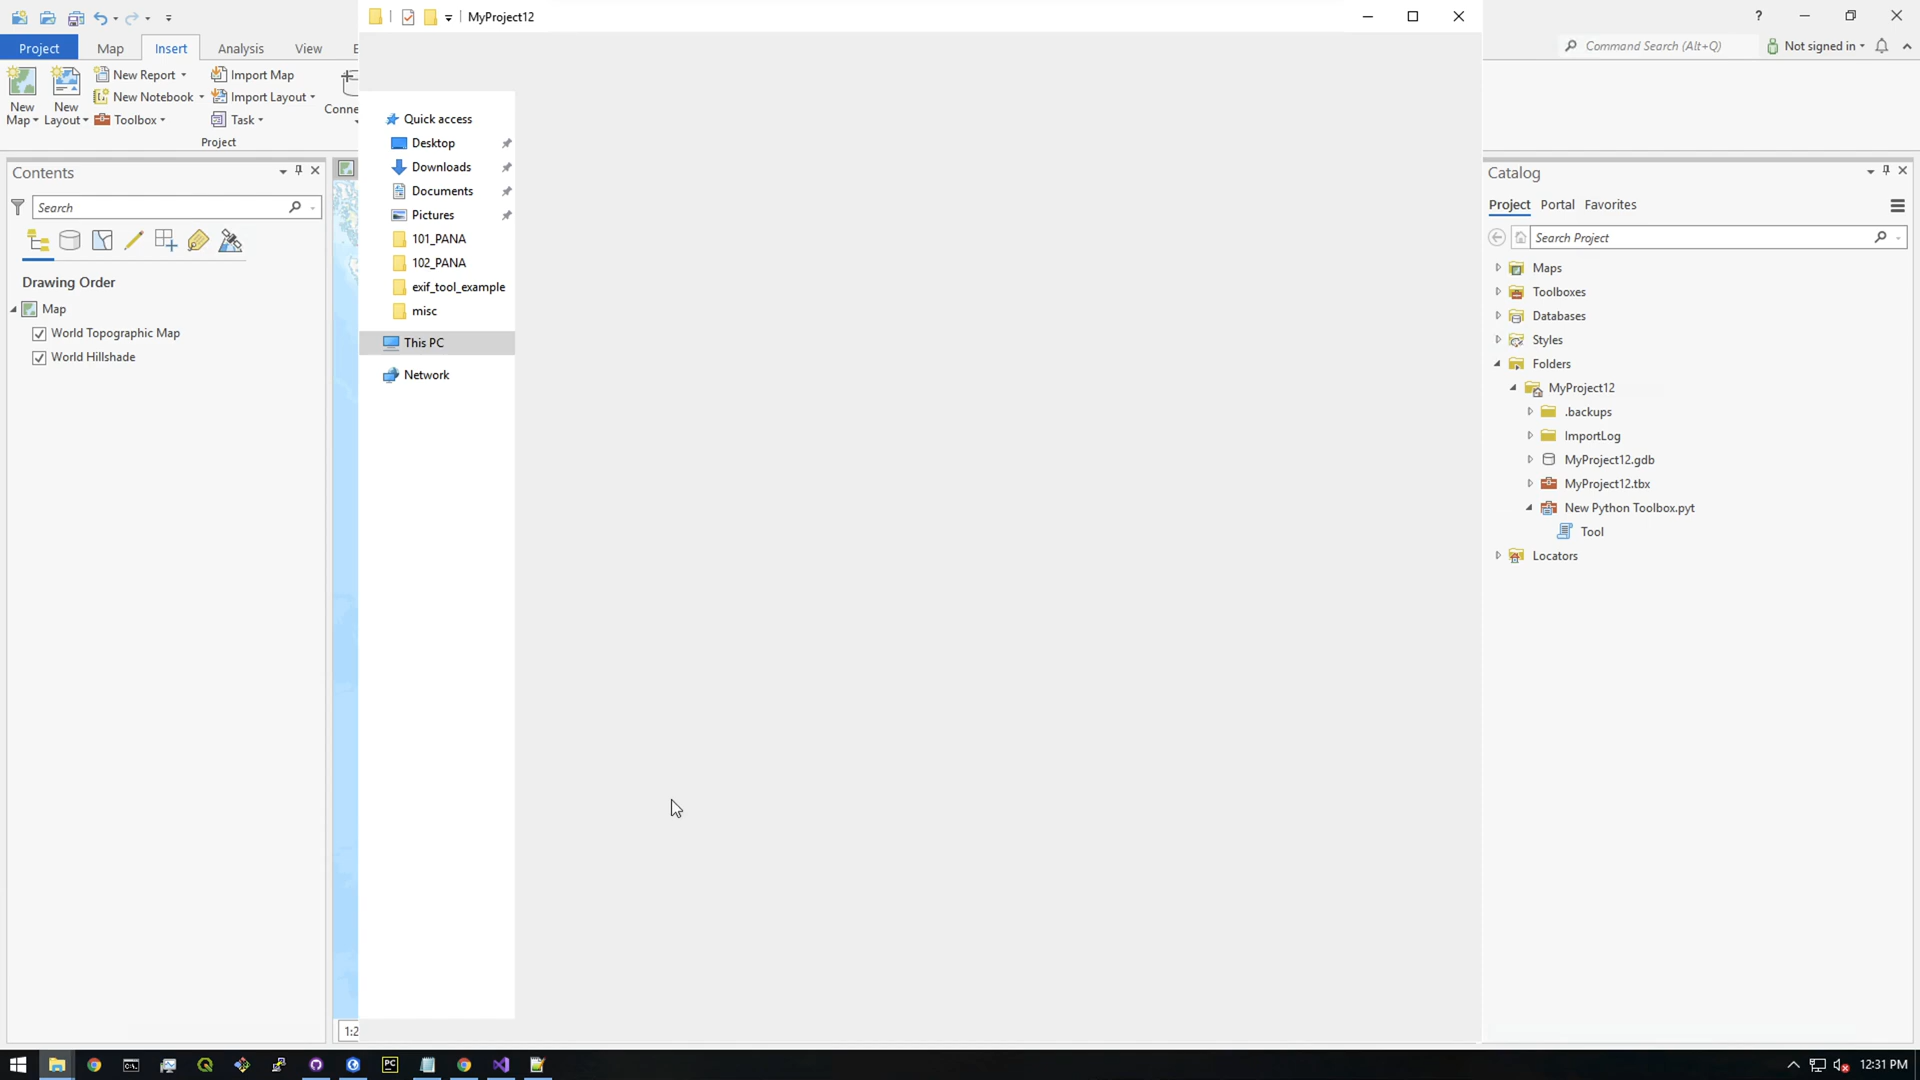 MyProject12
Project
Map
Insert
Analysis
View
Command Search (Alt+Q)
Not signed in
New Map
New Layout
New Report
New Notebook
Toolbox
Import Map
Import Layout
Task
Project
Contents
Search
Drawing Order
Map
World Topographic Map
World Hillshade
Quick access
Desktop
Downloads
Documents
Pictures
101_PANA
102_PANA
exif_tool_example
misc
This PC
Network
Catalog
Project
Portal
Favorites
Search Project
Maps
Toolboxes
Databases
Styles
Folders
MyProject12
.backups
ImportLog
MyProject12.gdb
MyProject12.tbx
New Python Toolbox.pyt
Tool
Locators
1:2
PC
12:31 PM